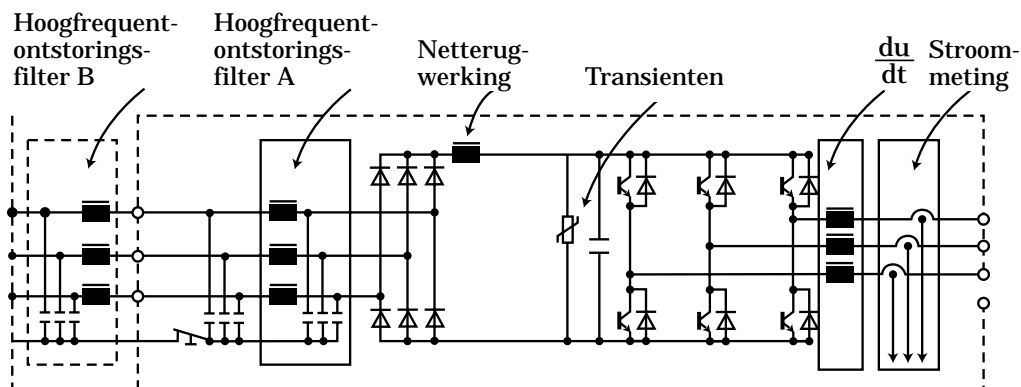 Hoogfrequent-
ontstorings-
filter B
Hoogfrequent-
ontstorings-
filter A
Netterug-
werking
Transienten
du
dt
Stroom-
meting